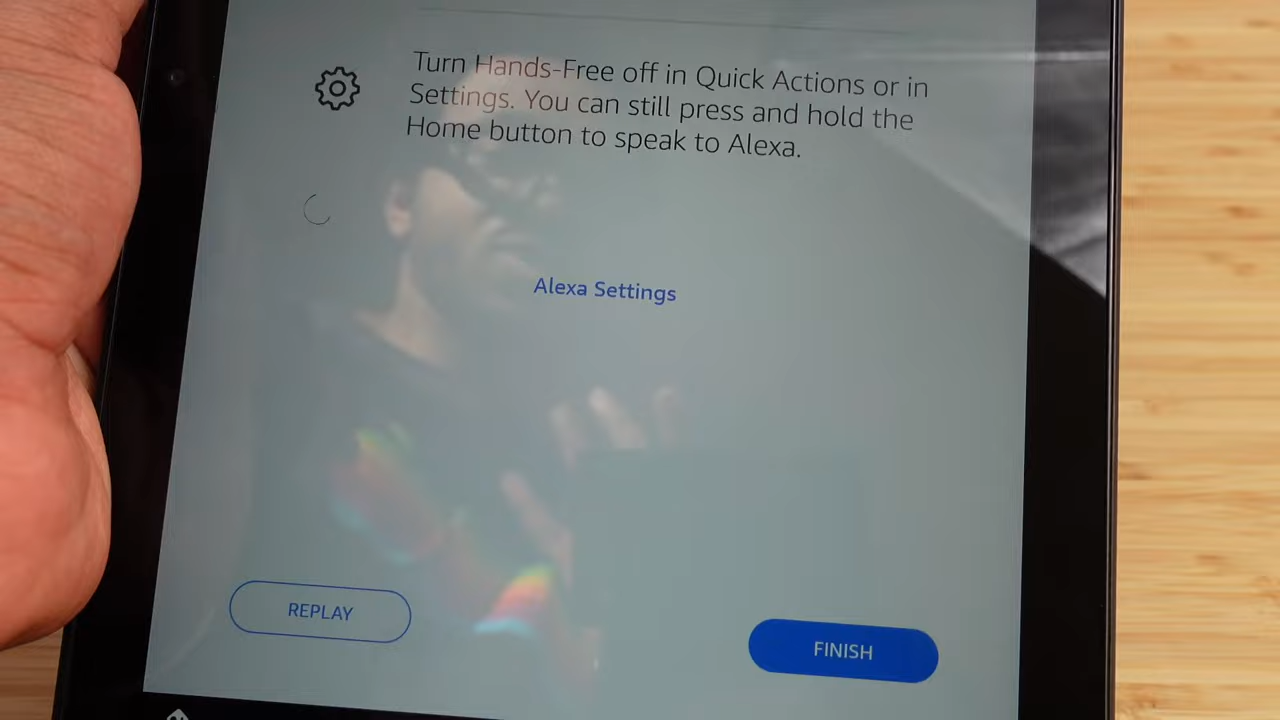 Turn Hands-Free off in Quick Actions or in
Settings. You can still press and hold the
Home button to speak to Alexa.
Alexa Settings
REPLAY
FINISH